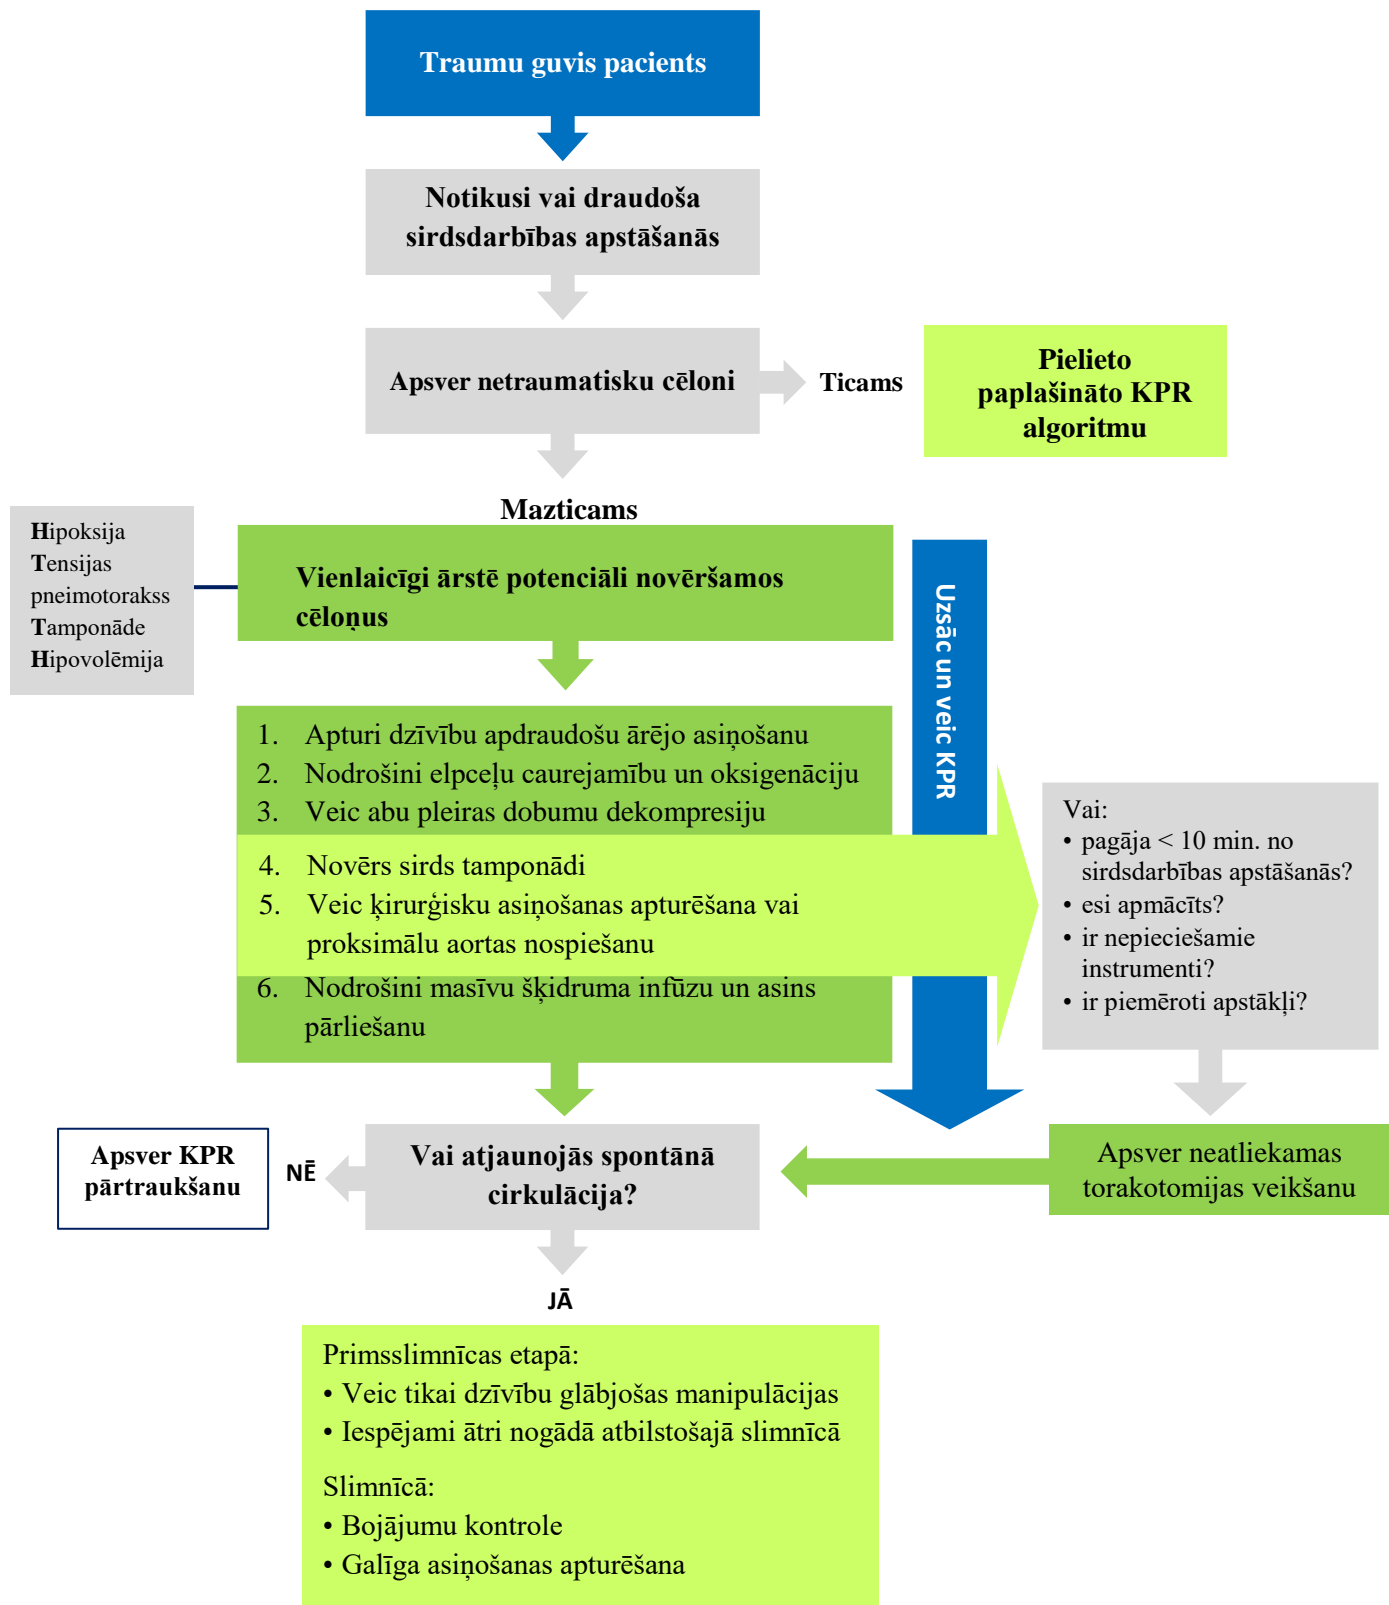 Traumu guvis pacients
Notikusi vai draudoša
sirdsdarbības apstāšanās
Apsver netraumatisku cēloni
Ticams
Pielieto
paplašināto KPR
algoritmu
Mazticams
Hipoksija
Tensijas
pneimotorakss
Tamponāde
Hipovolēmija
Vienlaicīgi ārstē potenciāli novēršamos
cēloņus
Uzsāc un veic KPR
1. Apturi dzīvību apdraudošu ārējo asiņošanu
2. Nodrošini elpceļu caurejamību un oksigenāciju
3. Veic abu pleiras dobumu dekompresiju
4. Novērs sirds tamponādi
5. Veic ķirurģisku asiņošanas apturēšana vai
proksimālu aortas nospiešanu
6. Nodrošini masīvu šķidruma infūzu un asins
pārliešanu
Vai:
• pagāja < 10 min. no
sirdsdarbības apstāšanās?
• esi apmācīts?
• ir nepieciešamie
instrumenti?
• ir piemēroti apstākļi?
Apsver neatliekamas
torakotomijas veikšanu
Vai atjaunojās spontānā
cirkulācija?
NĒ
Apsver KPR
pārtraukšanu
JĀ
Primsslimnīcas etapā:
• Veic tikai dzīvību glābjošas manipulācijas
• Iespējami ātri nogādā atbilstošajā slimnīcā
Slimnīcā:
• Bojājumu kontrole
• Galīga asiņošanas apturēšana